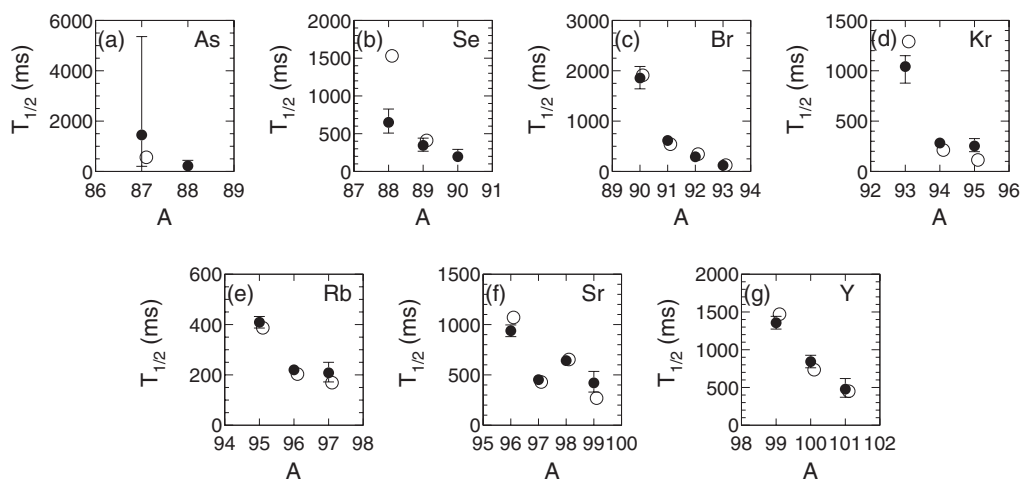 (a) As
T1/2 (ms)
6000
4000
2000
0
86 87 88 89
A
(b) Se
T1/2 (ms)
2000
1500
1000
500
0
87 88 89 90 91
A
(c) Br
T1/2 (ms)
3000
2000
1000
0
89 90 91 92 93 94
A
(d) Kr
T1/2 (ms)
1500
1000
500
0
92 93 94 95 96
A
(e) Rb
T1/2 (ms)
600
400
200
0
94 95 96 97 98
A
(f) Sr
T1/2 (ms)
1500
1000
500
0
95 96 97 98 99 100
A
(g) Y
T1/2 (ms)
2000
1500
1000
500
0
98 99 100 101 102
A